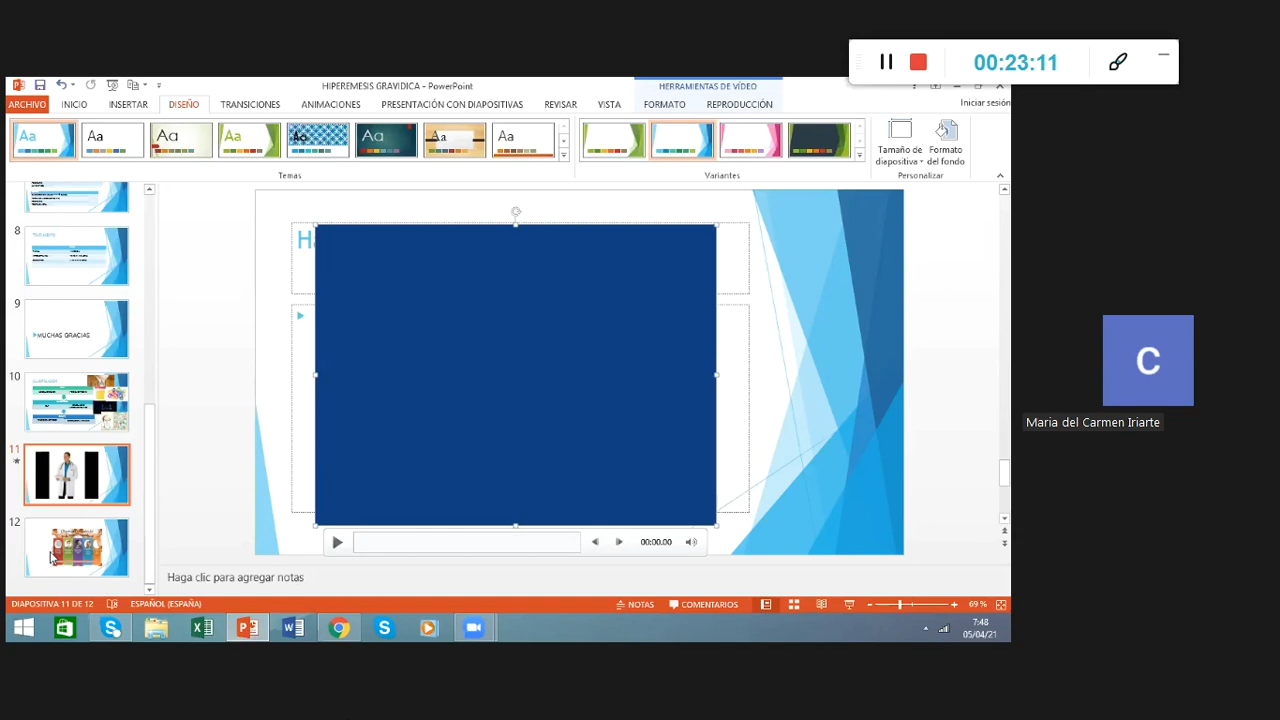 00:23:11
HIPEREMESIS GRAVIDICA - PowerPoint
HERRAMIENTAS DE VÍDEO
ARCHIVO
INICIO
INSERTAR
DISEÑO
TRANSICIONES
ANIMACIONES
PRESENTACIÓN CON DIAPOSITIVAS
REVISAR
VISTA
FORMATO
REPRODUCCIÓN
Iniciar sesión
Aa
Aa
Aa
Aa
Aa
Aa
Aa
Aa
Tamaño de diapositiva
Formato del fondo
Temas
Variantes
Personalizar
8
9
MUCHAS GRACIAS
10
11
12
Ha
00:00.00
Haga clic para agregar notas
DIAPOSITIVA 11 DE 12
ESPAÑOL (ESPAÑA)
NOTAS
COMENTARIOS
69 %
7:48
05/04/21
C
Maria del Carmen Iriarte